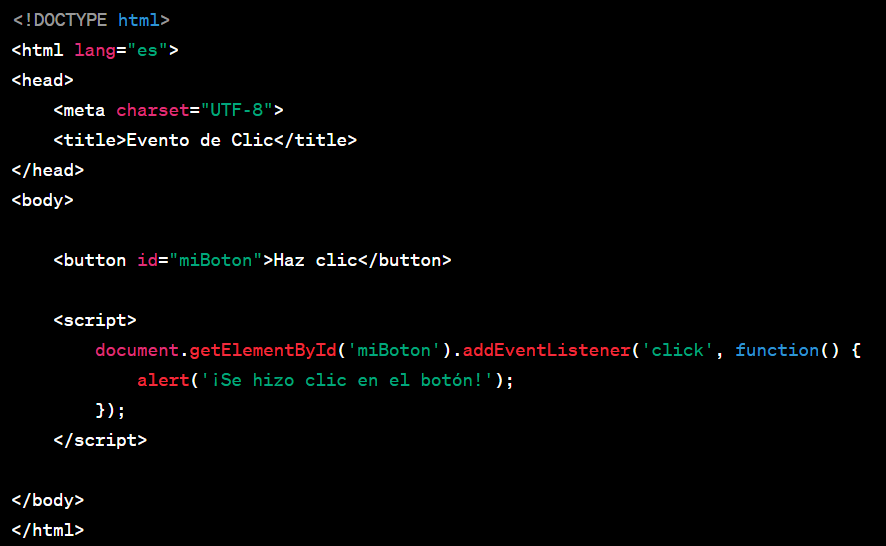 <!DOCTYPE html>
<html lang="es">
<head>
    <meta charset="UTF-8">
    <title>Evento de Clic</title>
</head>
<body>

    <button id="miBoton">Haz clic</button>

    <script>
        document.getElementById('miBoton').addEventListener('click', function() {
            alert('¡Se hizo clic en el botón!');
        });
    </script>

</body>
</html>